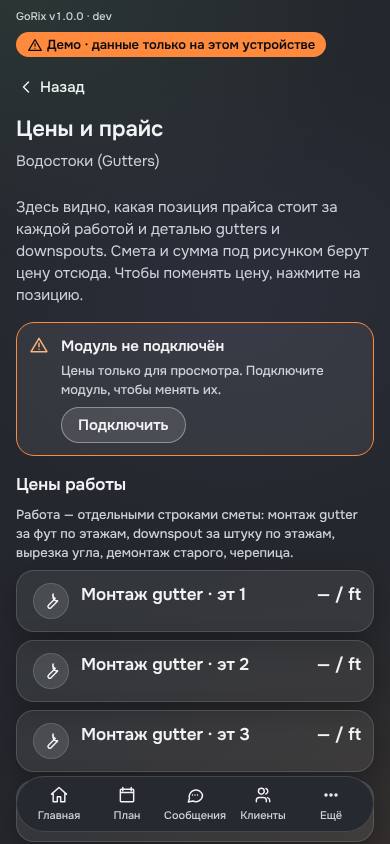 GoRix v1.0.0 · dev
Демо · данные только на этом устройстве
Назад
Цены и прайс
Водостоки (Gutters)
Здесь видно, какая позиция прайса стоит за
каждой работой и деталью gutters и
downspouts. Смета и сумма под рисунком берут
цену отсюда. Чтобы поменять цену, нажмите на
позицию.
Модуль не подключён
Цены только для просмотра. Подключите
модуль, чтобы менять их.
Подключить
Цены работы
Работа — отдельными строками сметы: монтаж gutter
за фут по этажам, downspout за штуку по этажам,
вырезка угла, демонтаж старого, черепица.
Монтаж gutter · эт 1 — / ft
Монтаж gutter · эт 2 — / ft
Монтаж gutter · эт 3 — / ft
Главная План Сообщения Клиенты Ещё